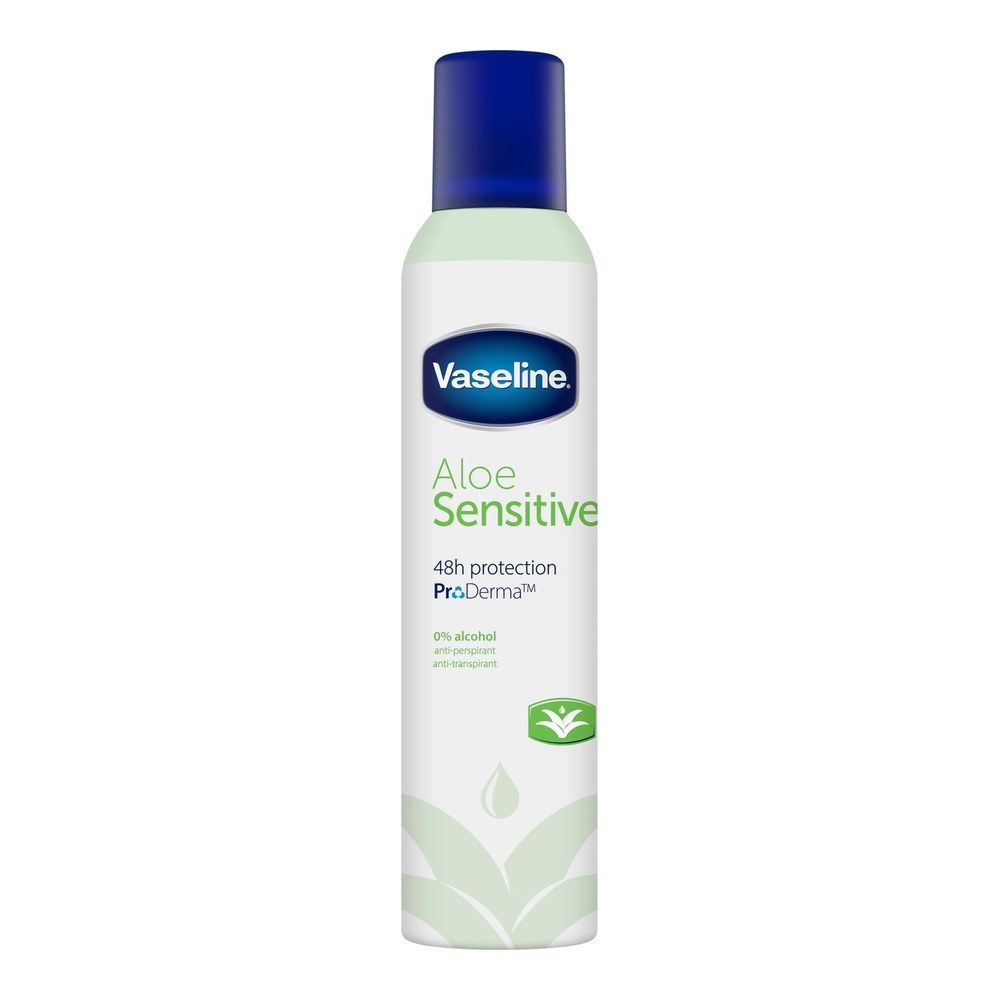 Vaseline®
Aloe
Sensitive
48h protection
ProDerma™
0% alcohol
anti-perspirant
anti-transpirant